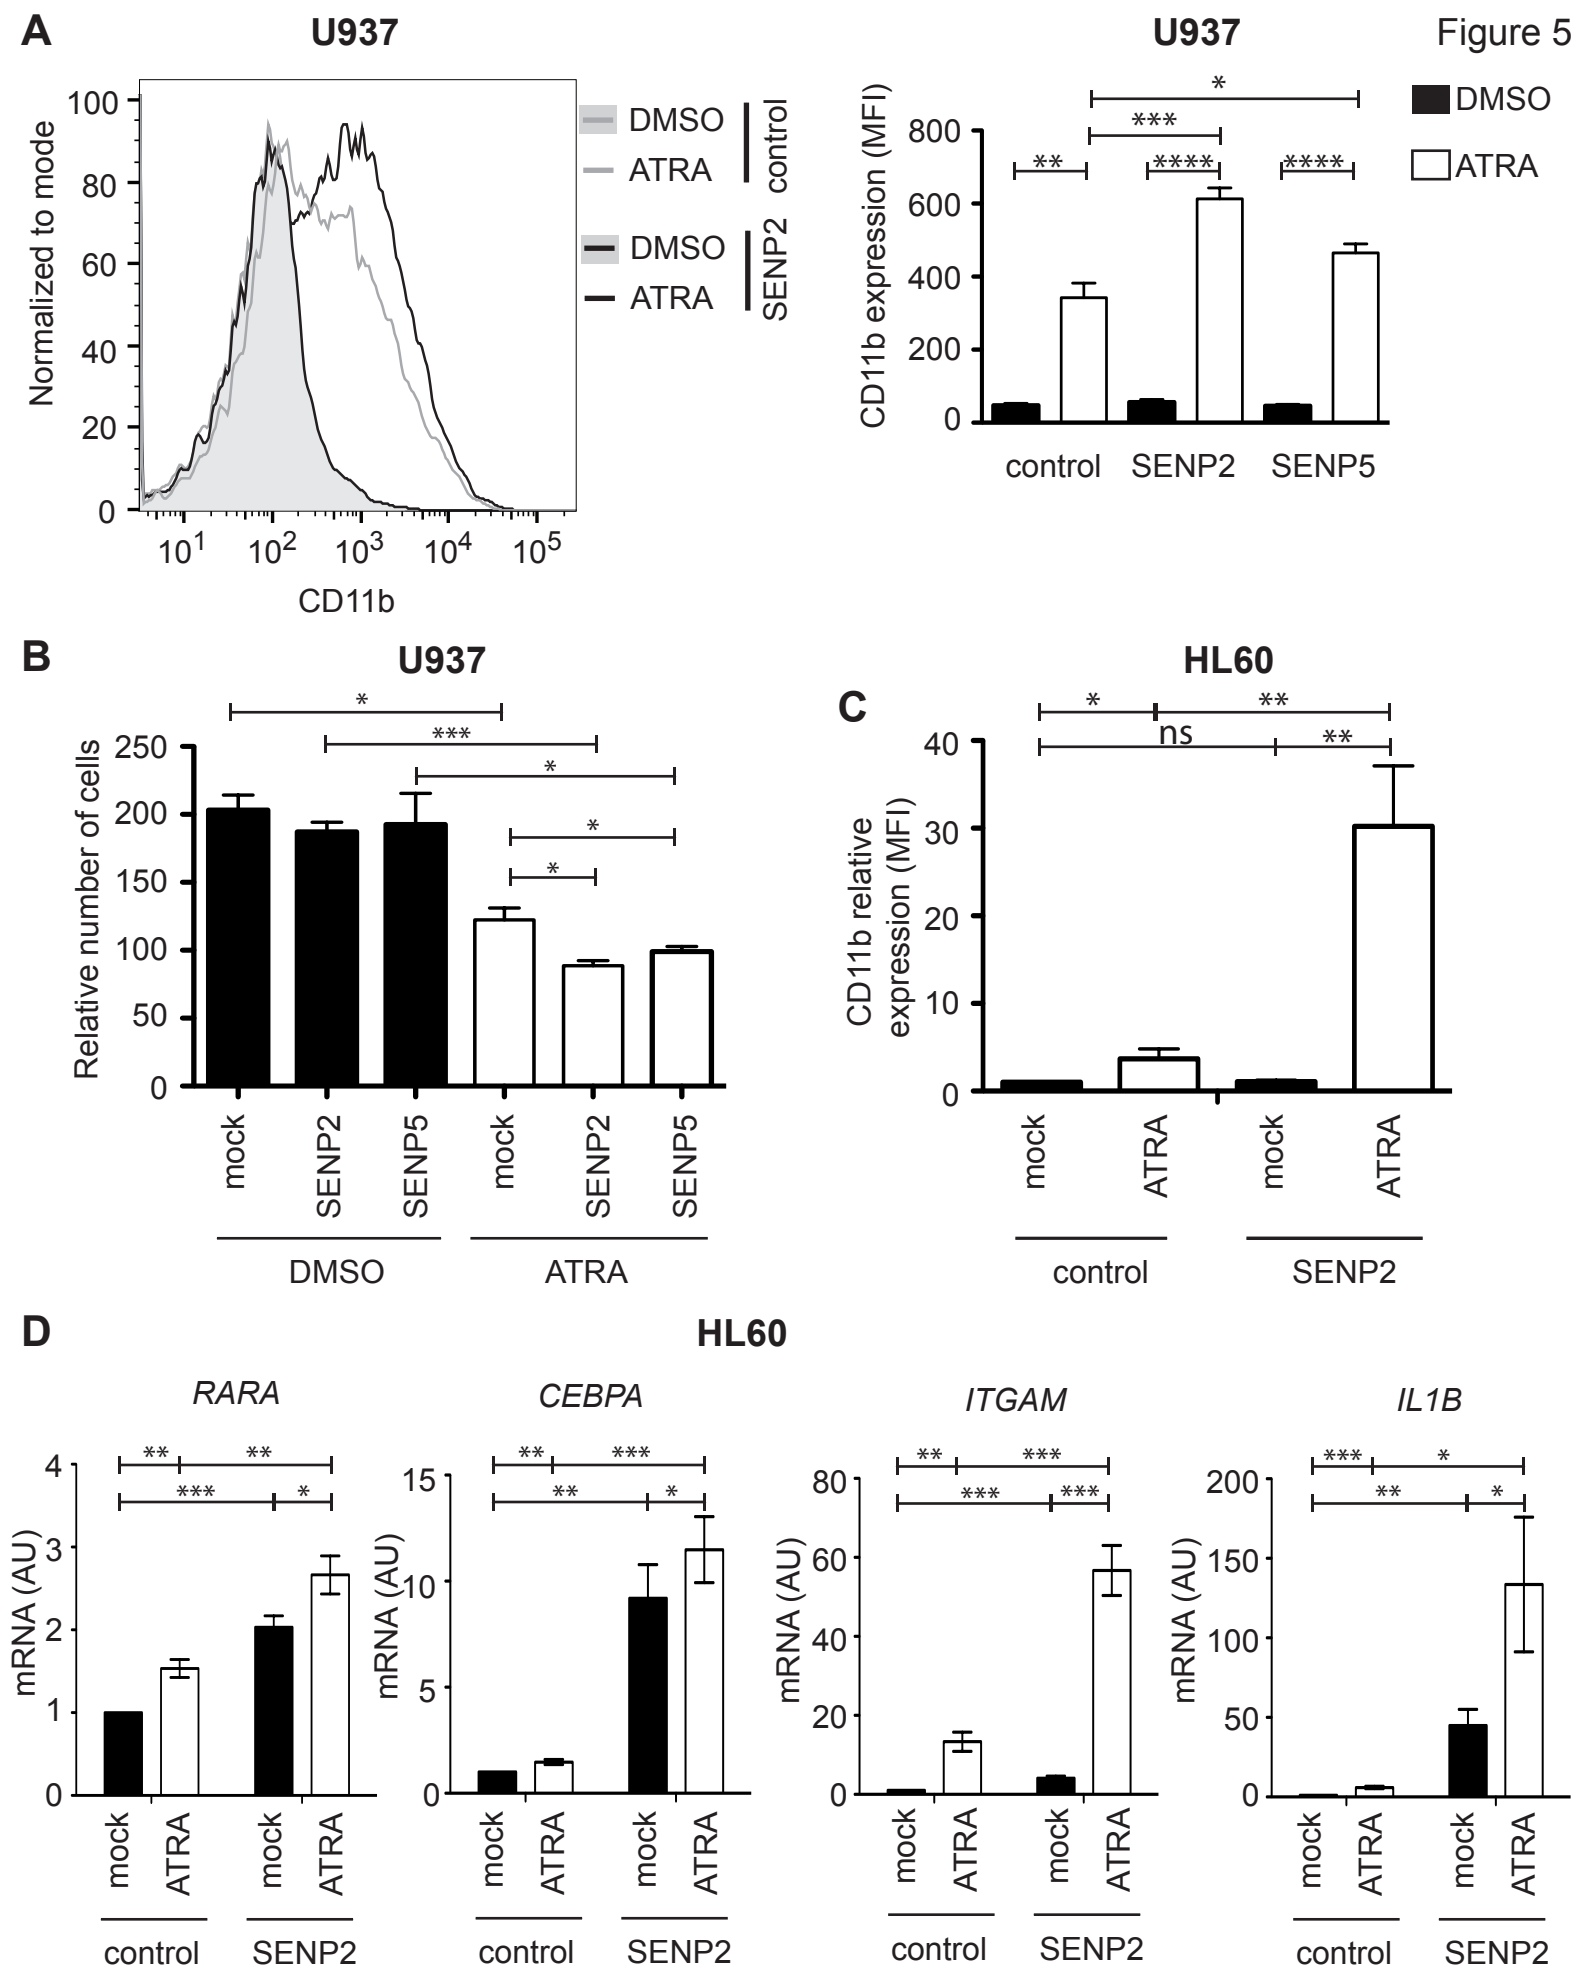 A
U937
U937
Figure 5
Normalized to mode
100
80
60
40
20
0
10¹ 10² 10³ 10⁴ 10⁵
CD11b
DMSO
ATRA
control
DMSO
ATRA
SENP2
CD11b expression (MFI)
800
600
400
200
0
*
***
** **** ****
control SENP2 SENP5
DMSO
ATRA
B
U937
Relative number of cells
250
200
150
100
50
0
*
***
*
*
*
mock SENP2 SENP5 mock SENP2 SENP5
DMSO ATRA
C
HL60
CD11b relative
expression (MFI)
40
30
20
10
0
* **
ns **
mock ATRA mock ATRA
control SENP2
D
HL60
RARA
mRNA (AU)
4
3
2
1
0
** **
*** *
mock ATRA mock ATRA
control SENP2
CEBPA
mRNA (AU)
15
10
5
0
** ***
** *
mock ATRA mock ATRA
control SENP2
ITGAM
mRNA (AU)
80
60
40
20
0
** ***
*** ***
mock ATRA mock ATRA
control SENP2
IL1B
mRNA (AU)
200
150
100
50
0
*** *
** *
mock ATRA mock ATRA
control SENP2